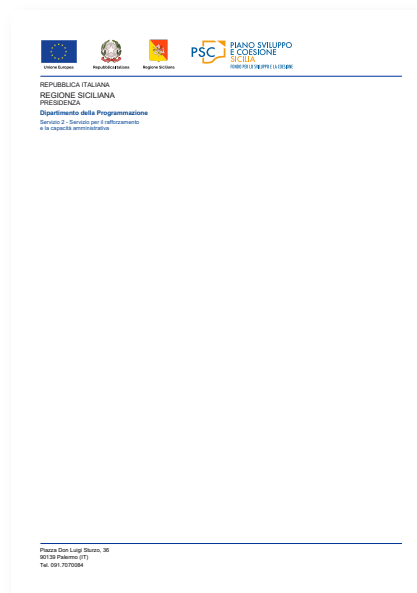 Unione Europea
Repubblica Italiana
Regione Siciliana
PSC
PIANO SVILUPPO
E COESIONE
SICILIA
FONDO PER LO SVILUPPO E LA COESIONE
REPUBBLICA ITALIANA
REGIONE SICILIANA
PRESIDENZA
Dipartimento della Programmazione
Servizio 2 - Servizio per il rafforzamento
e la capacità amministrativa
Piazza Don Luigi Sturzo, 36
90139 Palermo (IT)
Tel. 091.7070084